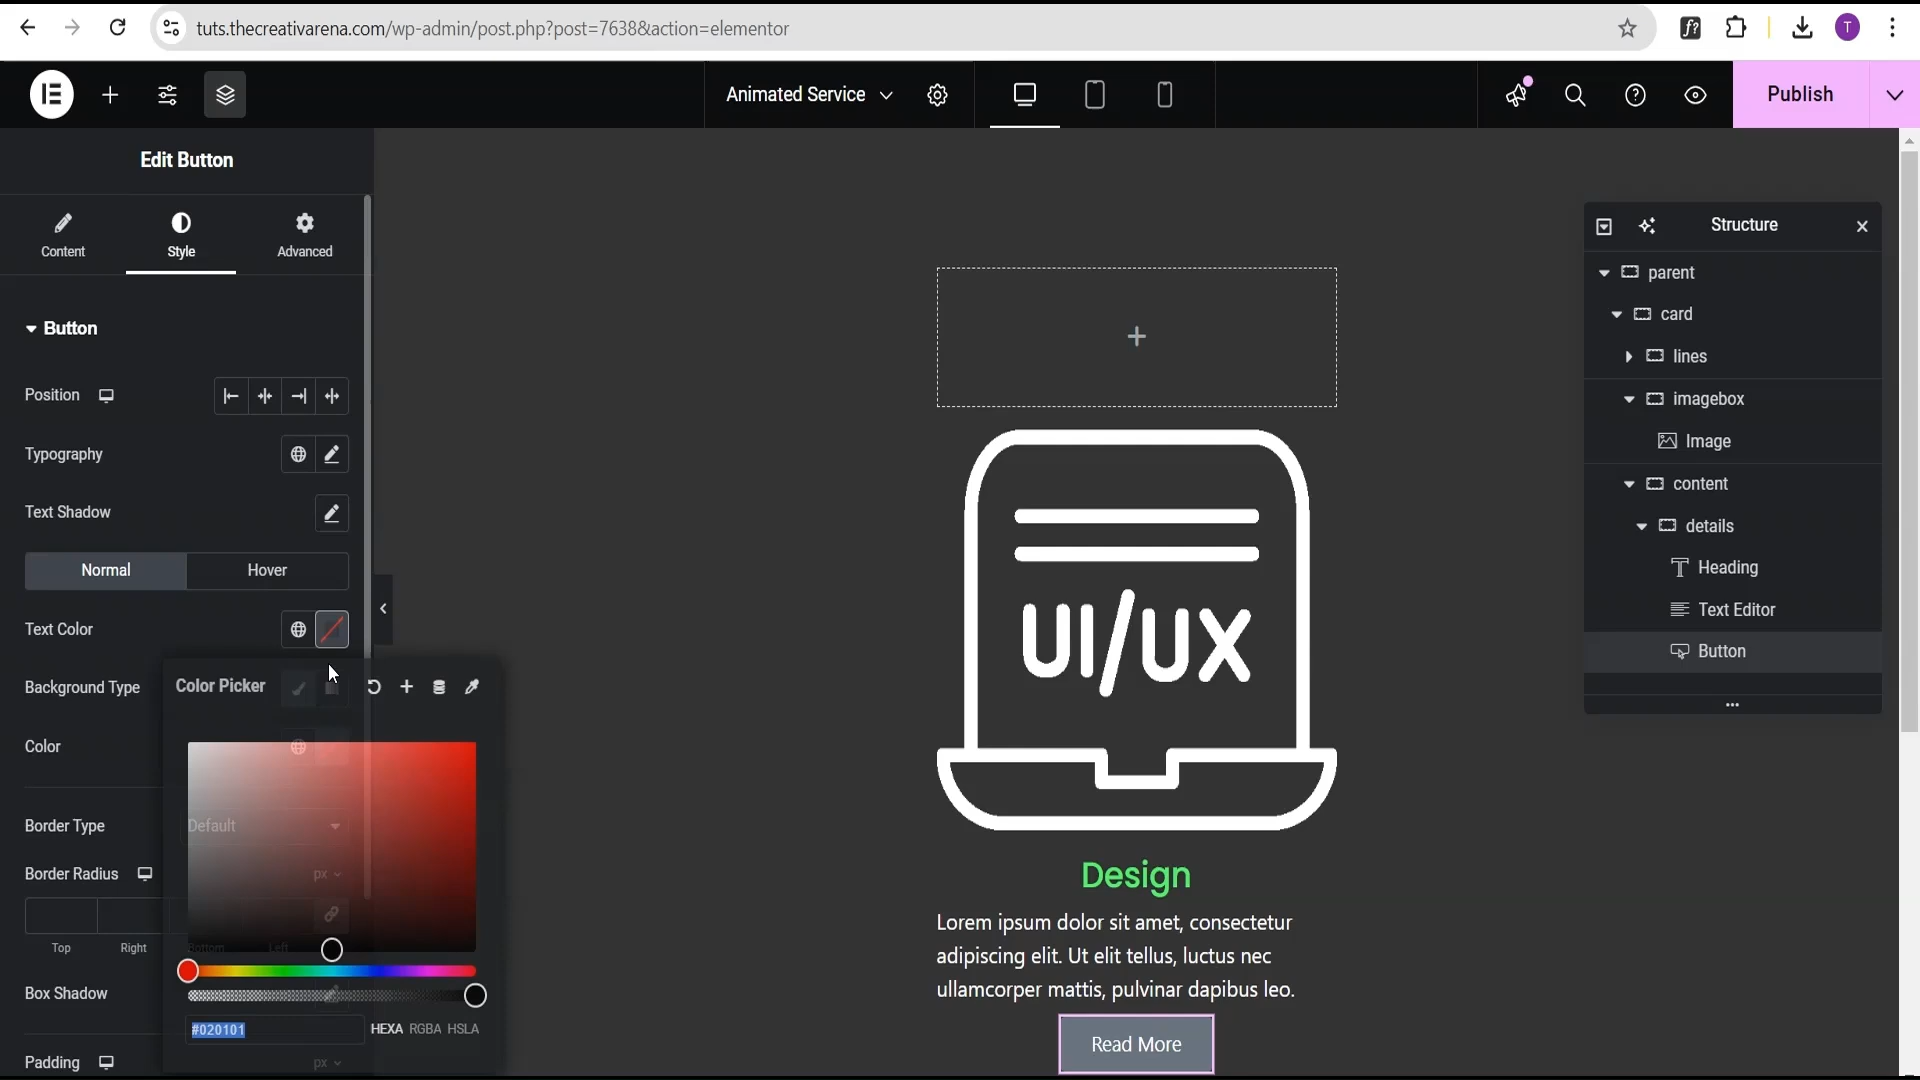 tuts.thecreativarena.com/wp-admin/post.php?post=7638&action=elementor
T
Animated Service
Publish
Edit Button
Content
Style
Advanced
Button
Position
Typography
Text Shadow
Normal
Hover
Text Color
Background Type
Color Picker
Color
Border Type
Default
Border Radius
px
Top
Right
Bottom
Left
Box Shadow
#020101
HEXA RGBA HSLA
Padding
px
UI/UX
Design
Lorem ipsum dolor sit amet, consectetur
adipiscing elit. Ut elit tellus, luctus nec
ullamcorper mattis, pulvinar dapibus leo.
Read More
Structure
parent
card
lines
imagebox
Image
content
details
Heading
Text Editor
Button